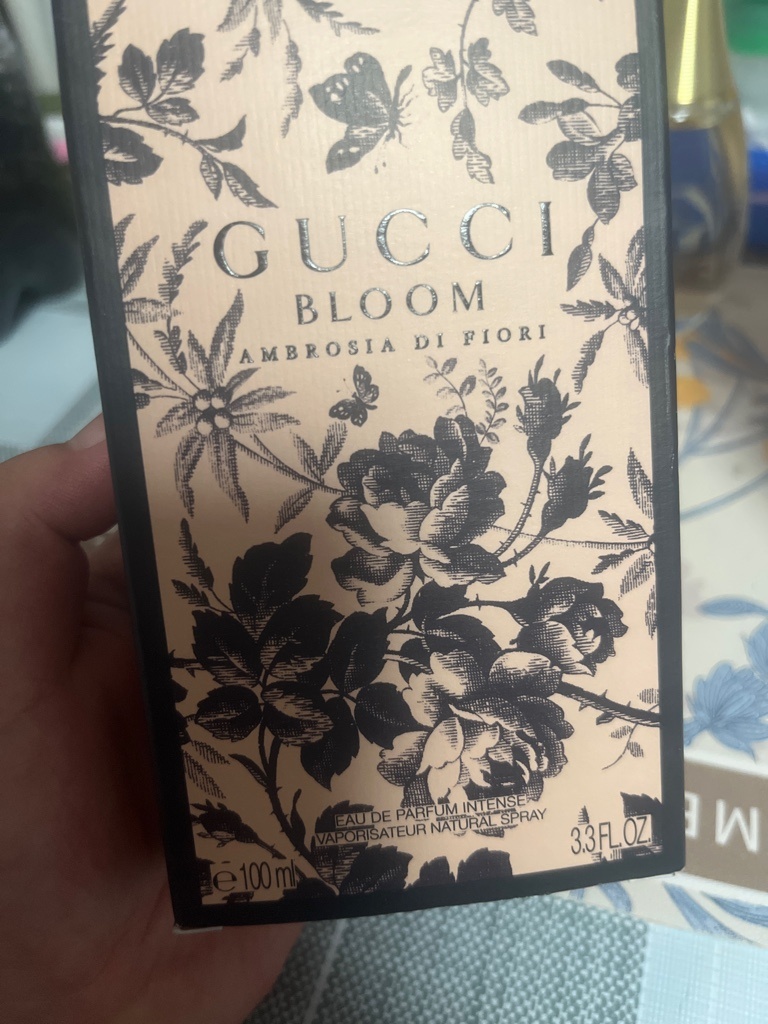 GUCCI
BLOOM
AMBROSIA DI FIORI
EAU DE PARFUM INTENSE
VAPORISATEUR NATURAL SPRAY
℮ 100 ml
3.3 FL.OZ.